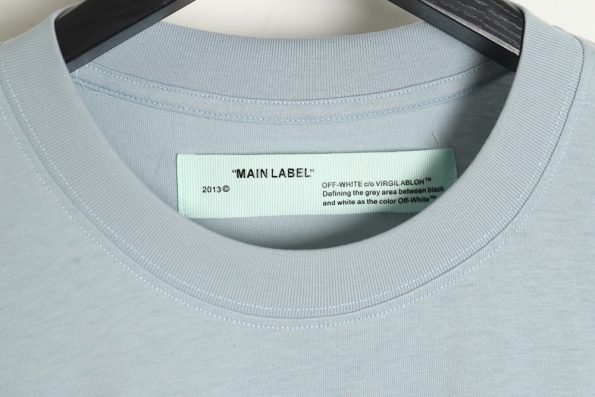 "MAIN LABEL"
2013©
OFF-WHITE c/o VIRGIL ABLOH™
Defining the grey area between black
and white as the color Off-White™